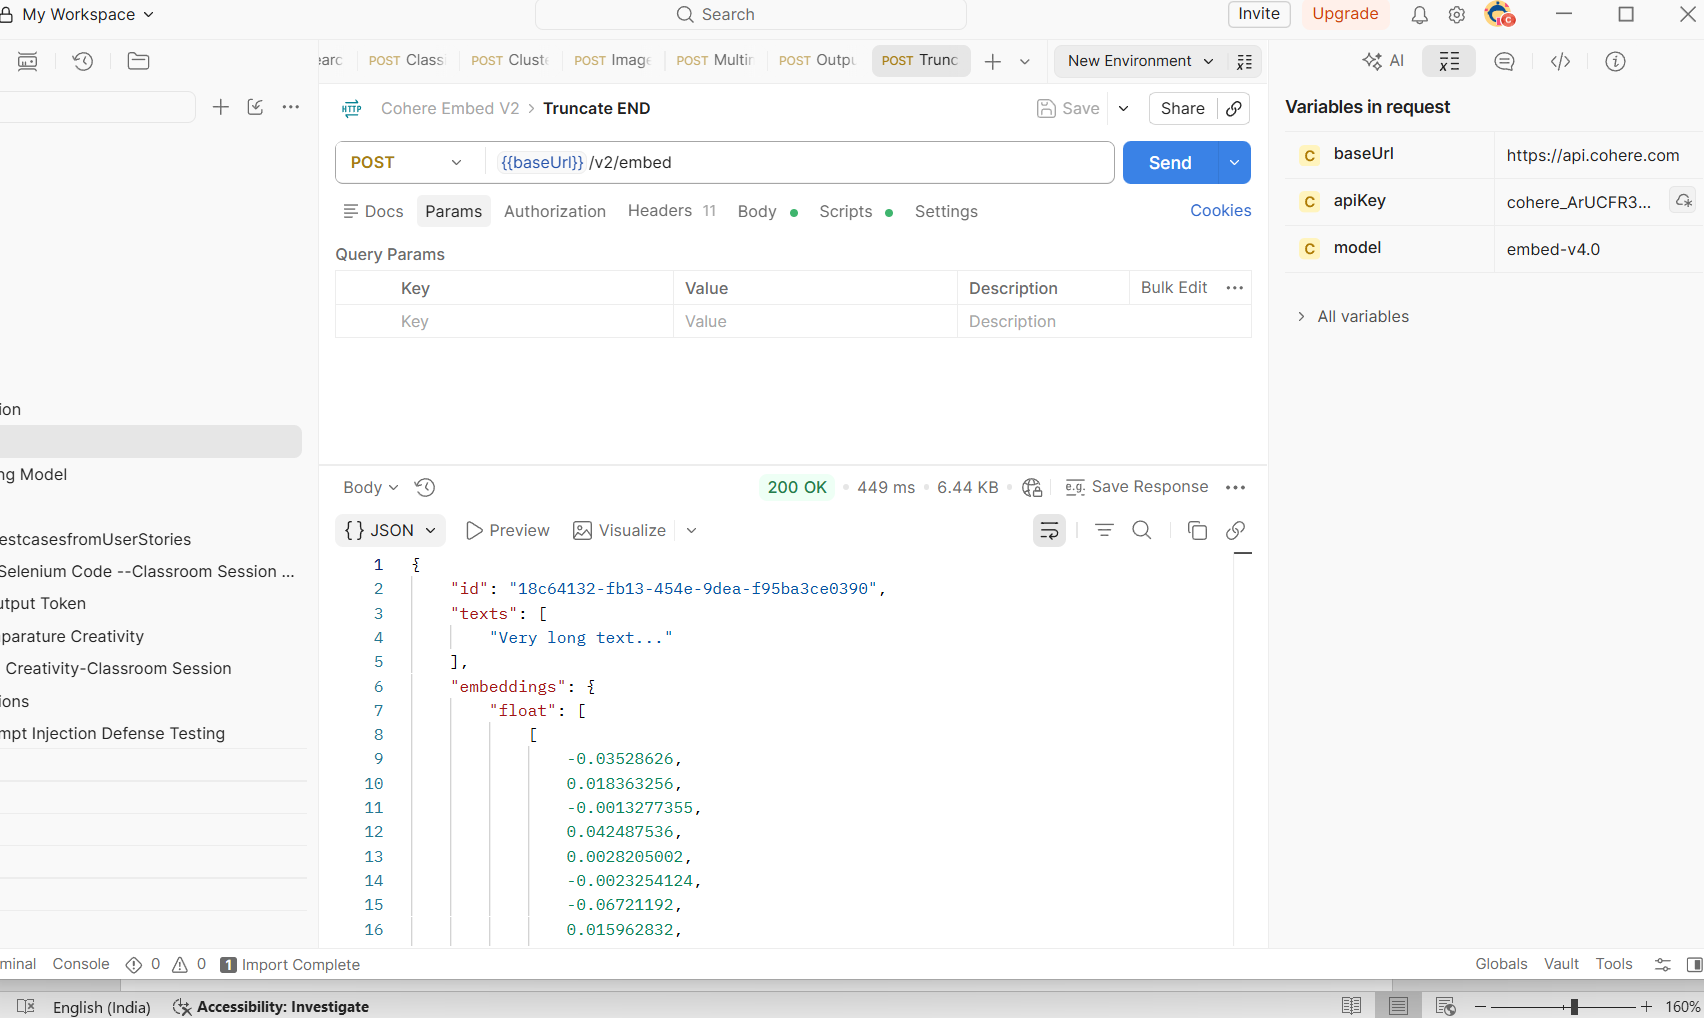 My Workspace
Search
Invite
Upgrade
POST Class
POST Cluste
POST Image
POST Multin
POST Outpu
POST Trunc
New Environment
AI
Cohere Embed V2 > Truncate END
Save
Share
POST
{{baseUrl}} /v2/embed
Send
Docs
Params
Authorization
Headers 11
Body
Scripts
Settings
Cookies
Query Params
Key Value Description Bulk Edit
Key Value Description
Variables in request
C baseUrl https://api.cohere.com
C apiKey cohere_ArUCFR3...
C model embed-v4.0
All variables
ion
ng Model
estcasesfromUserStories
Selenium Code --Classroom Session ...
utput Token
parature Creativity
Creativity-Classroom Session
ions
mpt Injection Defense Testing
Body
200 OK
449 ms
6.44 KB
e.g. Save Response
{} JSON
Preview
Visualize
1 {
2 "id": "18c64132-fb13-454e-9dea-f95ba3ce0390",
3 "texts": [
4 "Very long text..."
5 ],
6 "embeddings": {
7 "float": [
8 [
9 -0.03528626,
10 0.018363256,
11 -0.0013277355,
12 0.042487536,
13 0.0028205002,
14 -0.0023254124,
15 -0.06721192,
16 0.015962832,
minal
Console
0
0
1 Import Complete
Globals
Vault
Tools
English (India)
Accessibility: Investigate
160%